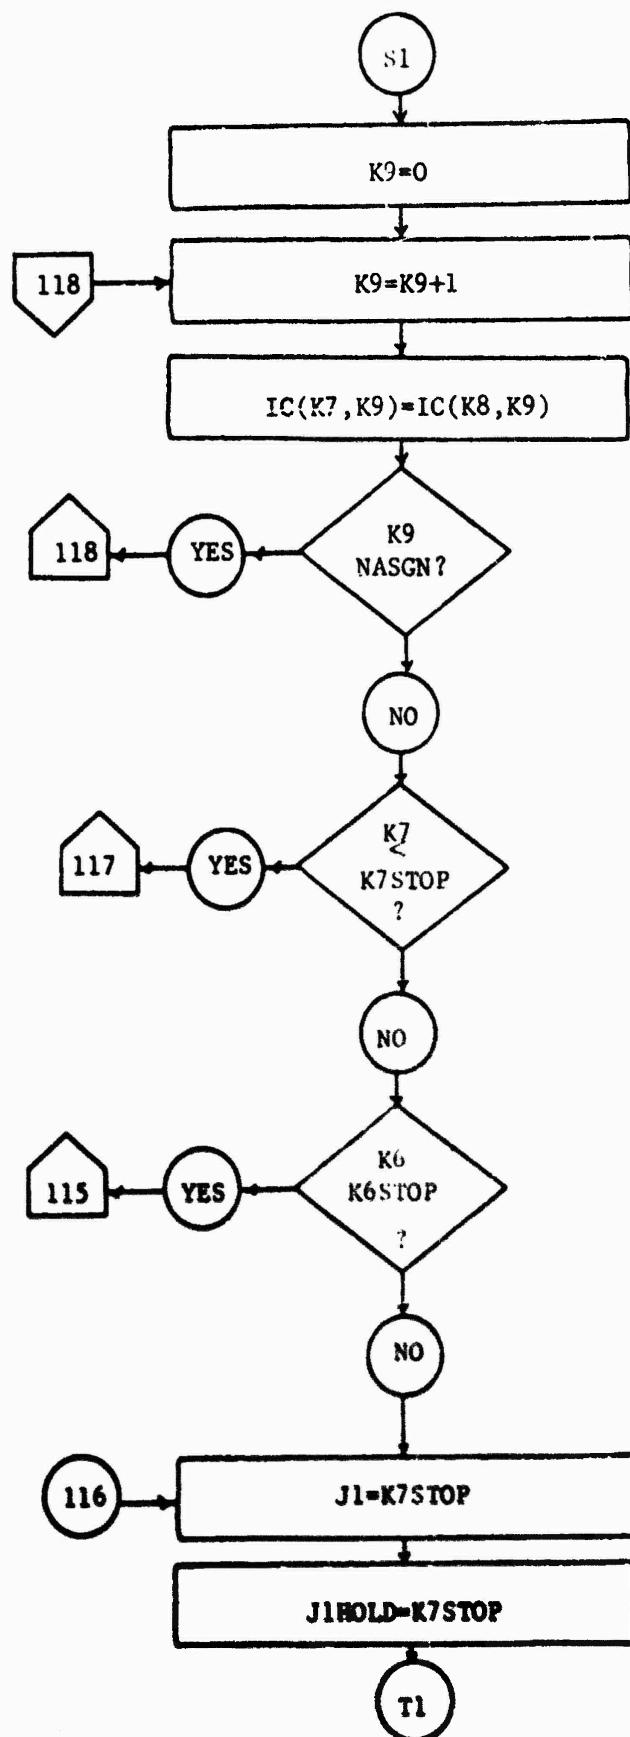 S1
K9=0
118
K9=K9+1
IC(K7,K9)=IC(K8,K9)
K9
NASGN?
YES
118
NO
K7
<
K7STOP
?
YES
117
NO
K6
K6STOP
?
YES
115
NO
116
J1=K7STOP
J1HOLD=K7STOP
T1